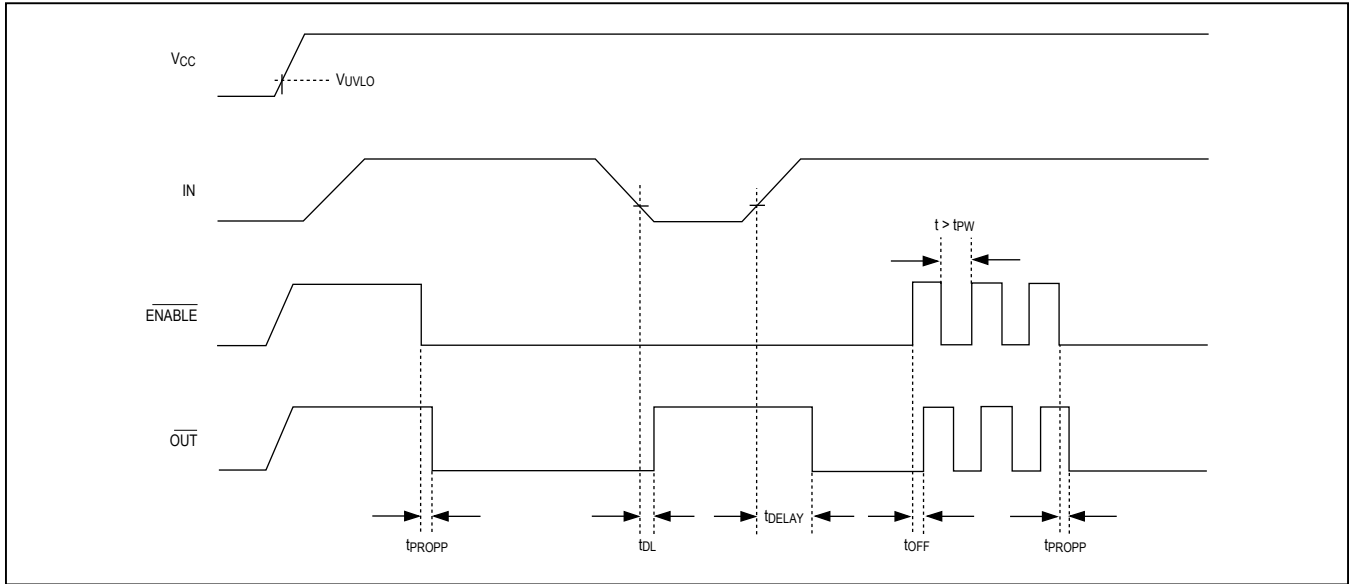 VCC
VUVLO
IN
t > tPW
ENABLE
OUT
tDELAY
tPROPP
tDL
tOFF
tPROPP